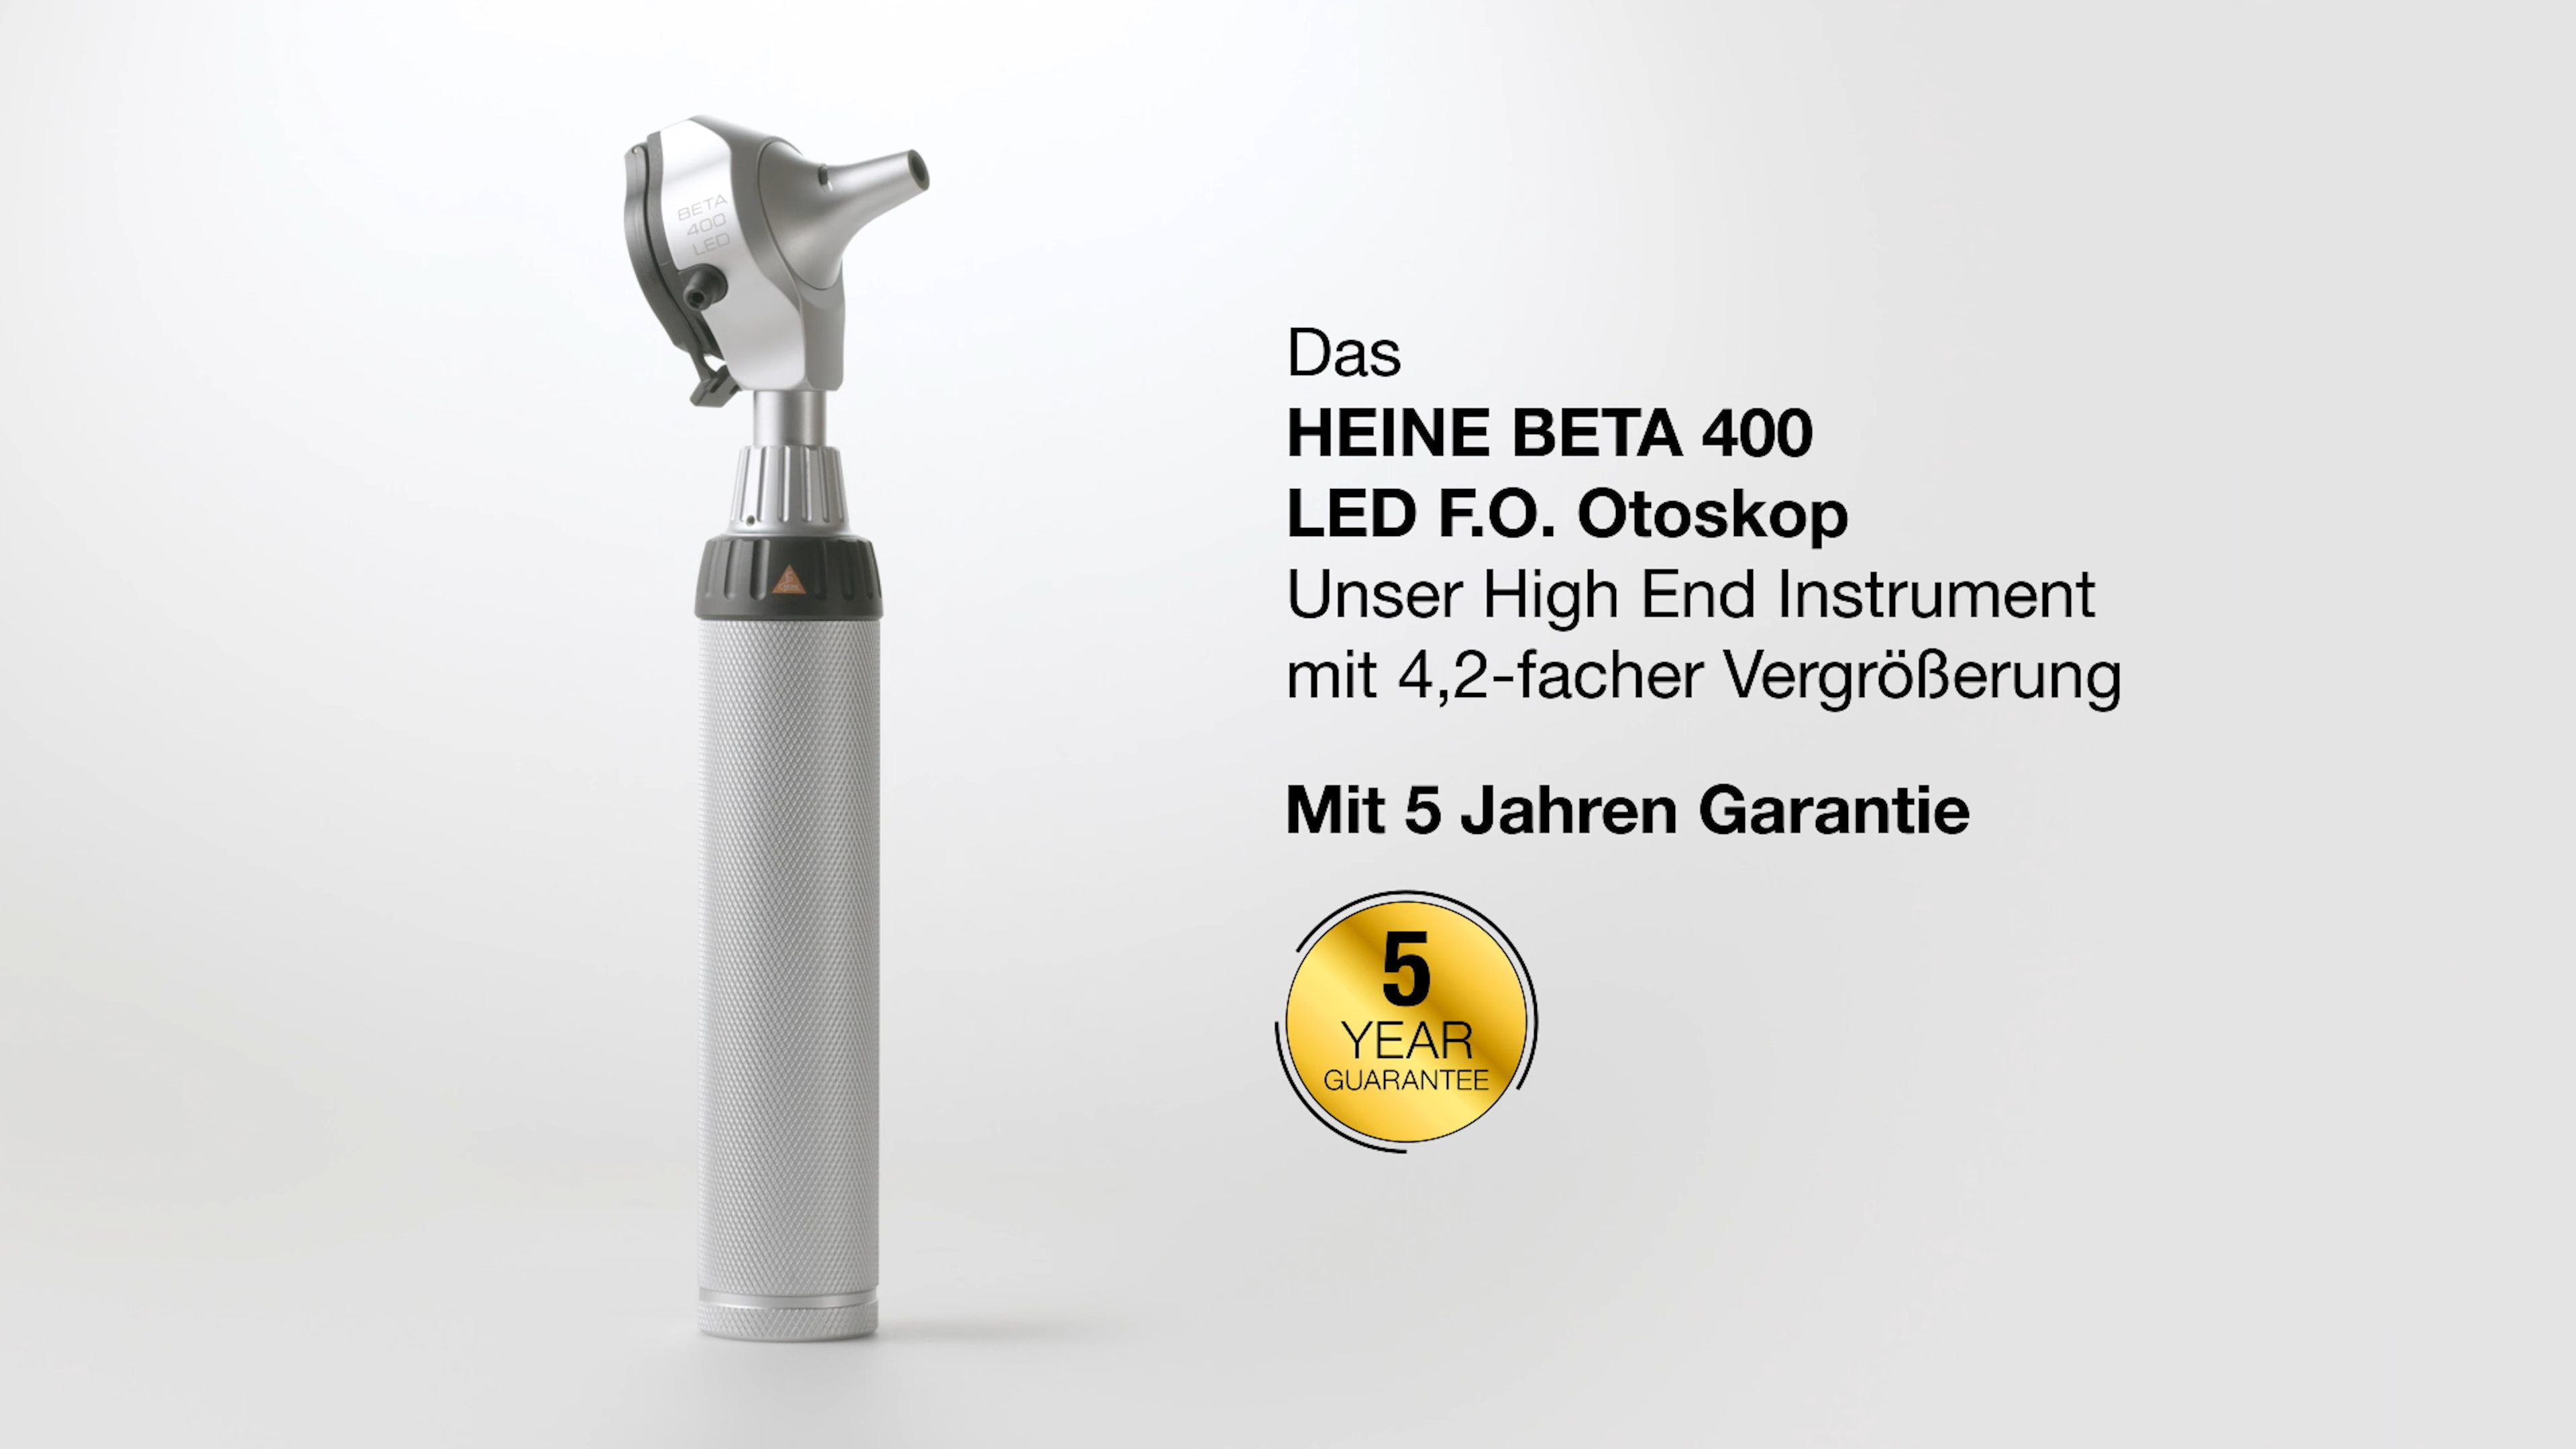 BETA
400
LED
Das
HEINE BETA 400
LED F.O. Otoskop
Unser High End Instrument
mit 4,2-facher Vergrößerung
Mit 5 Jahren Garantie
5
YEAR
GUARANTEE